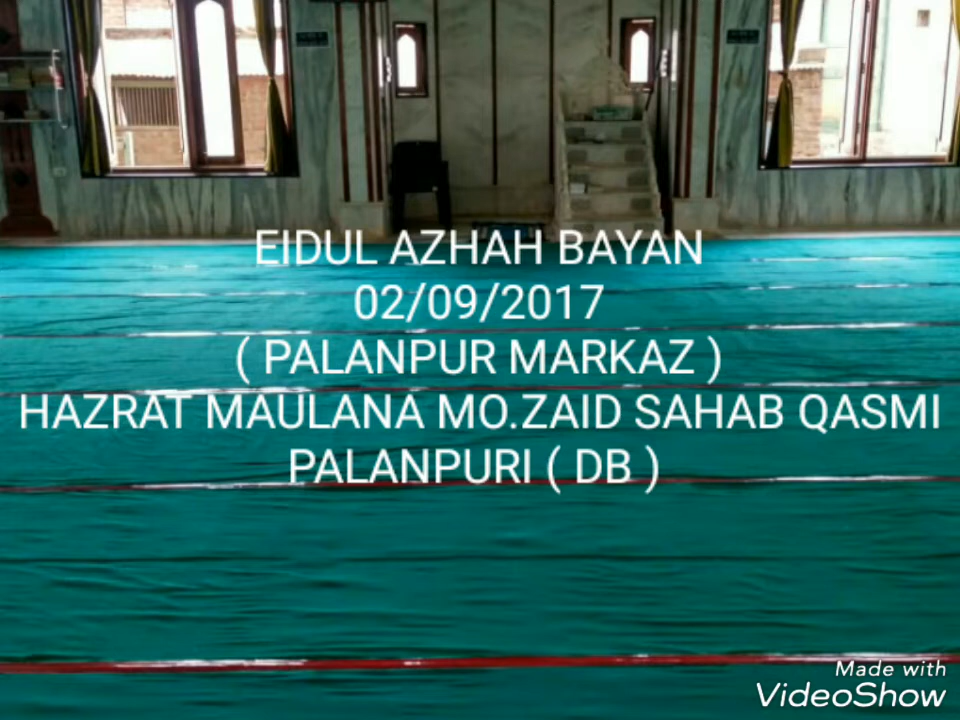 EIDUL AZHAH BAYAN
02/09/2017
( PALANPUR MARKAZ )
HAZRAT MAULANA MO.ZAID SAHAB QASMI
PALANPURI ( DB )
Made with
VideoShow